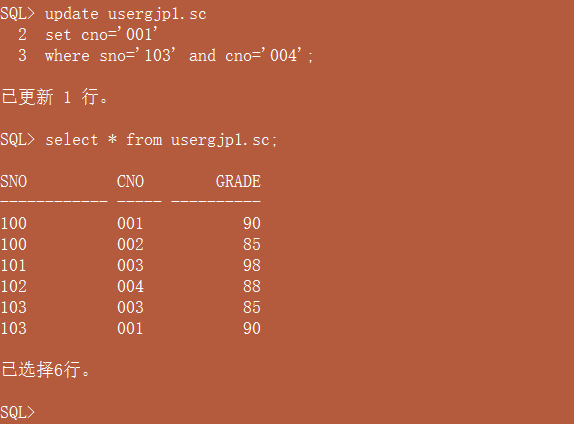 SQL> update usergjp1.sc
  2  set cno='001'
  3  where sno='103' and cno='004';
已更新 1 行。
SQL> select * from usergjp1.sc;
SNO          CNO        GRADE
------------ ----- ----------
100          001           90
100          002           85
101          003           98
102          004           88
103          003           85
103          001           90
已选择6行。
SQL>